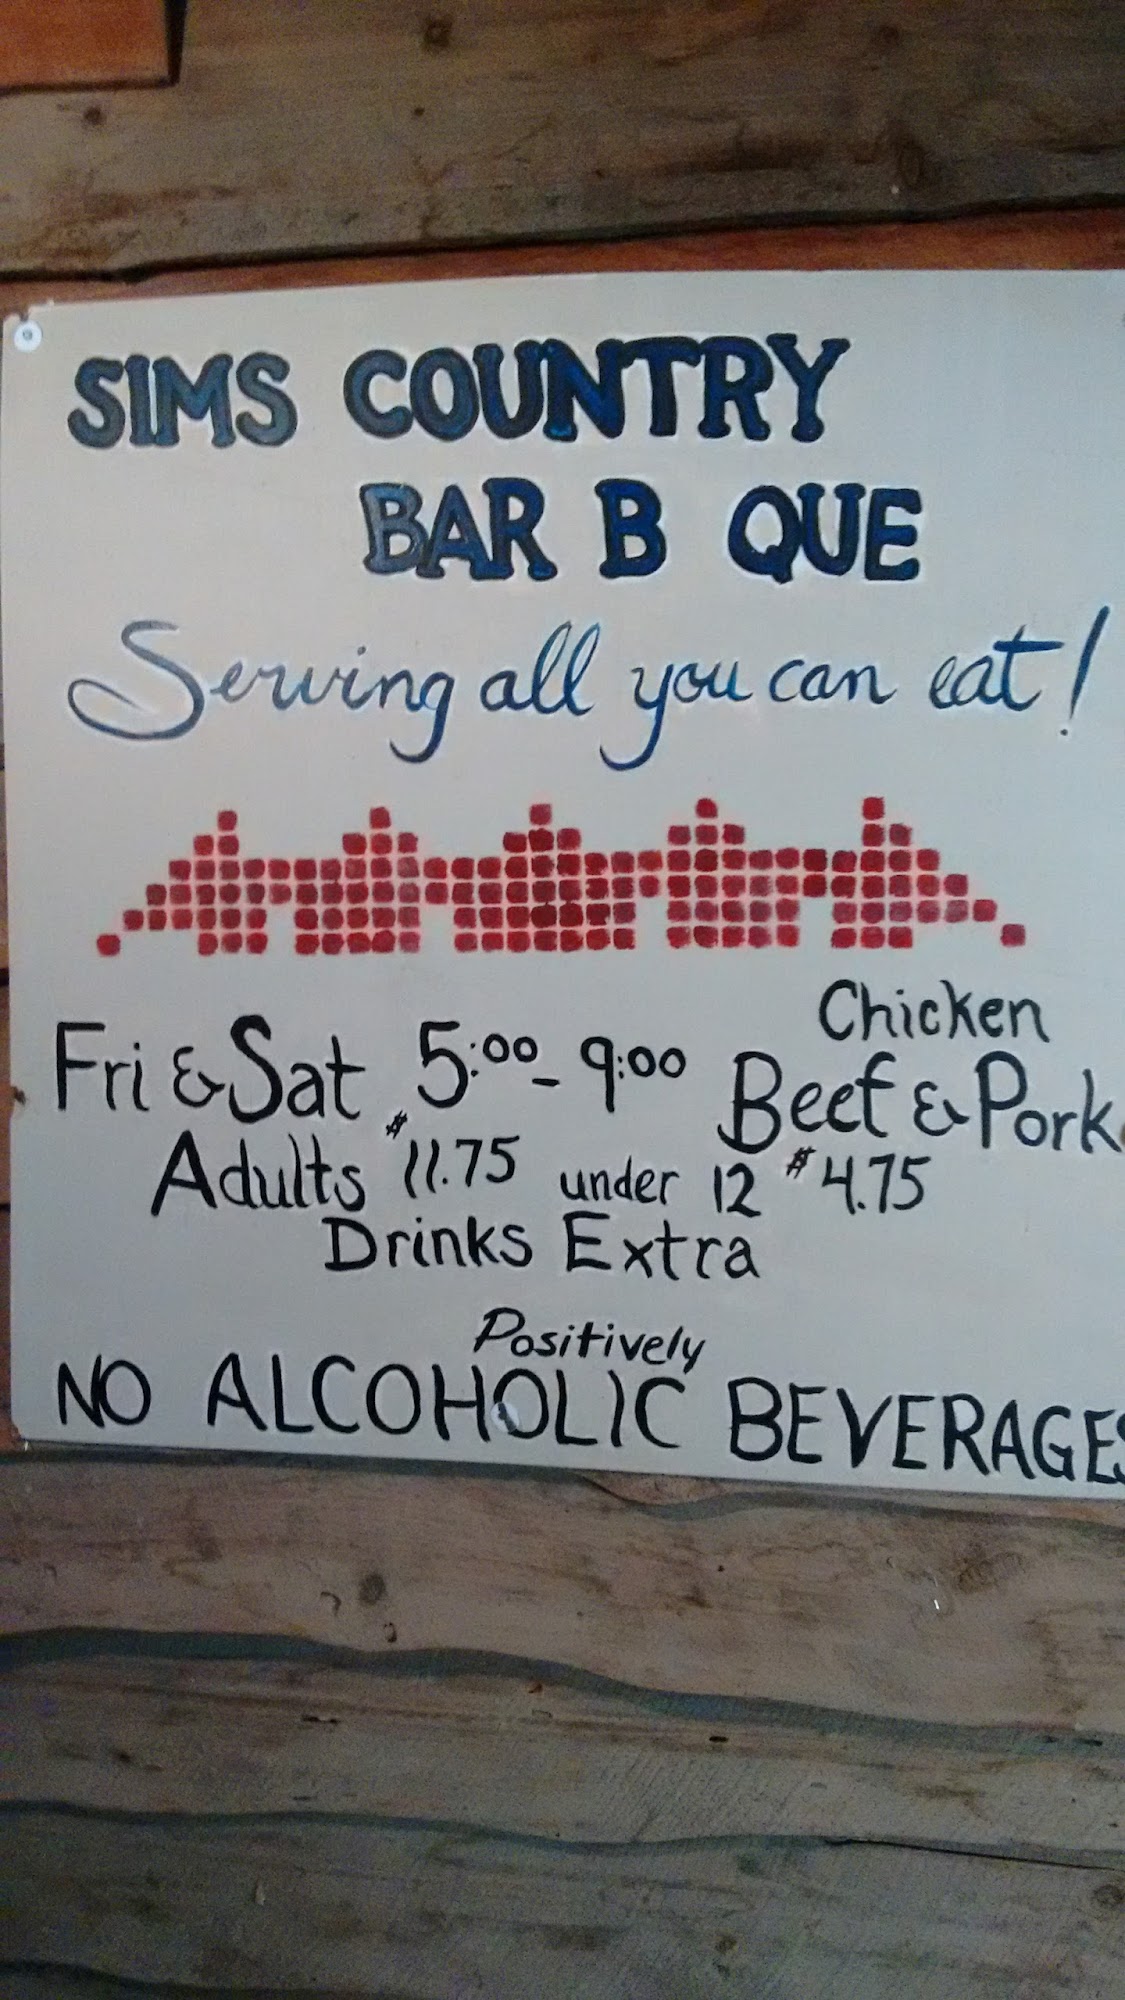 SIMS COUNTRY
BAR B QUE
Serving all you can eat!
Chicken
Fri & Sat 5:00 - 9:00 Beef & Pork
Adults $11.75 under 12 $4.75
Drinks Extra
Positively
NO ALCOHOLIC BEVERAGES